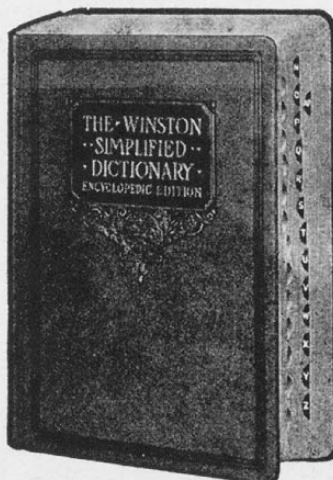 THE·WINSTON
··SIMPLIFIED··
·DICTIONARY·
ENCYCLOPEDIC EDITION
O
P
Q
R
S
T
U
V
W
X
Y
Z